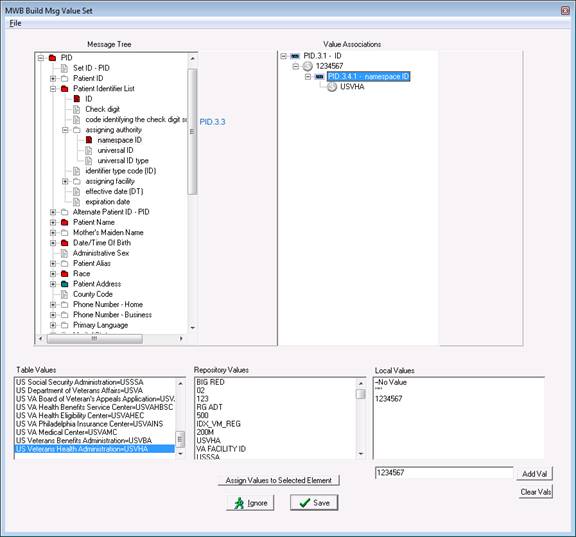 MWB Build Msg Value Set
File
Message Tree
Value Associations
PID
Set ID - PID
Patient ID
Patient Identifier List
ID
Check digit
code identifying the check digit s
assigning authority
namespace ID
universal ID
universal ID type
identifier type code (ID)
assigning facility
effective date (DT)
expiration date
Alternate Patient ID - PID
Patient Name
Mother's Maiden Name
Date/Time Of Birth
Administrative Sex
Patient Alias
Race
Patient Address
County Code
Phone Number - Home
Phone Number - Business
Primary Language
PID.3.3
PID.3.1 - ID
1234567
PID.3.4.1 - namespace ID
USVHA
Table Values
US Social Security Administration=USSSA
US Department of Veterans Affairs=USVA
US VA Board of Veteran's Appeals Application=USV
US VA Health Benefits Service Center=USVAHBSC
US VA Health Eligibility Center=USVAHEC
US VA Philadelphia Insurance Center=USVAINS
US VA Medical Center=USVAMC
US Veterans Benefits Administration=USVBA
US Veterans Health Administration=USVHA
Repository Values
BIG RED
02
123
RG ADT
500
IDX_VM_REG
200M
USVHA
VA FACILITY ID
USSSA
Local Values
~No Value
""
1234567
1234567
Add Val
Clear Vals
Assign Values to Selected Element
Ignore
Save